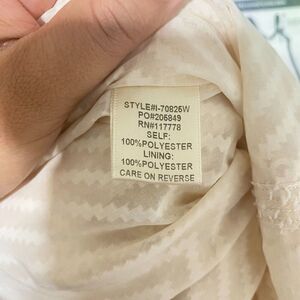 STYLE#I-70825W
PO#205849
RN#117778
SELF:
100%POLYESTER
LINING:
100%POLYESTER
CARE ON REVERSE